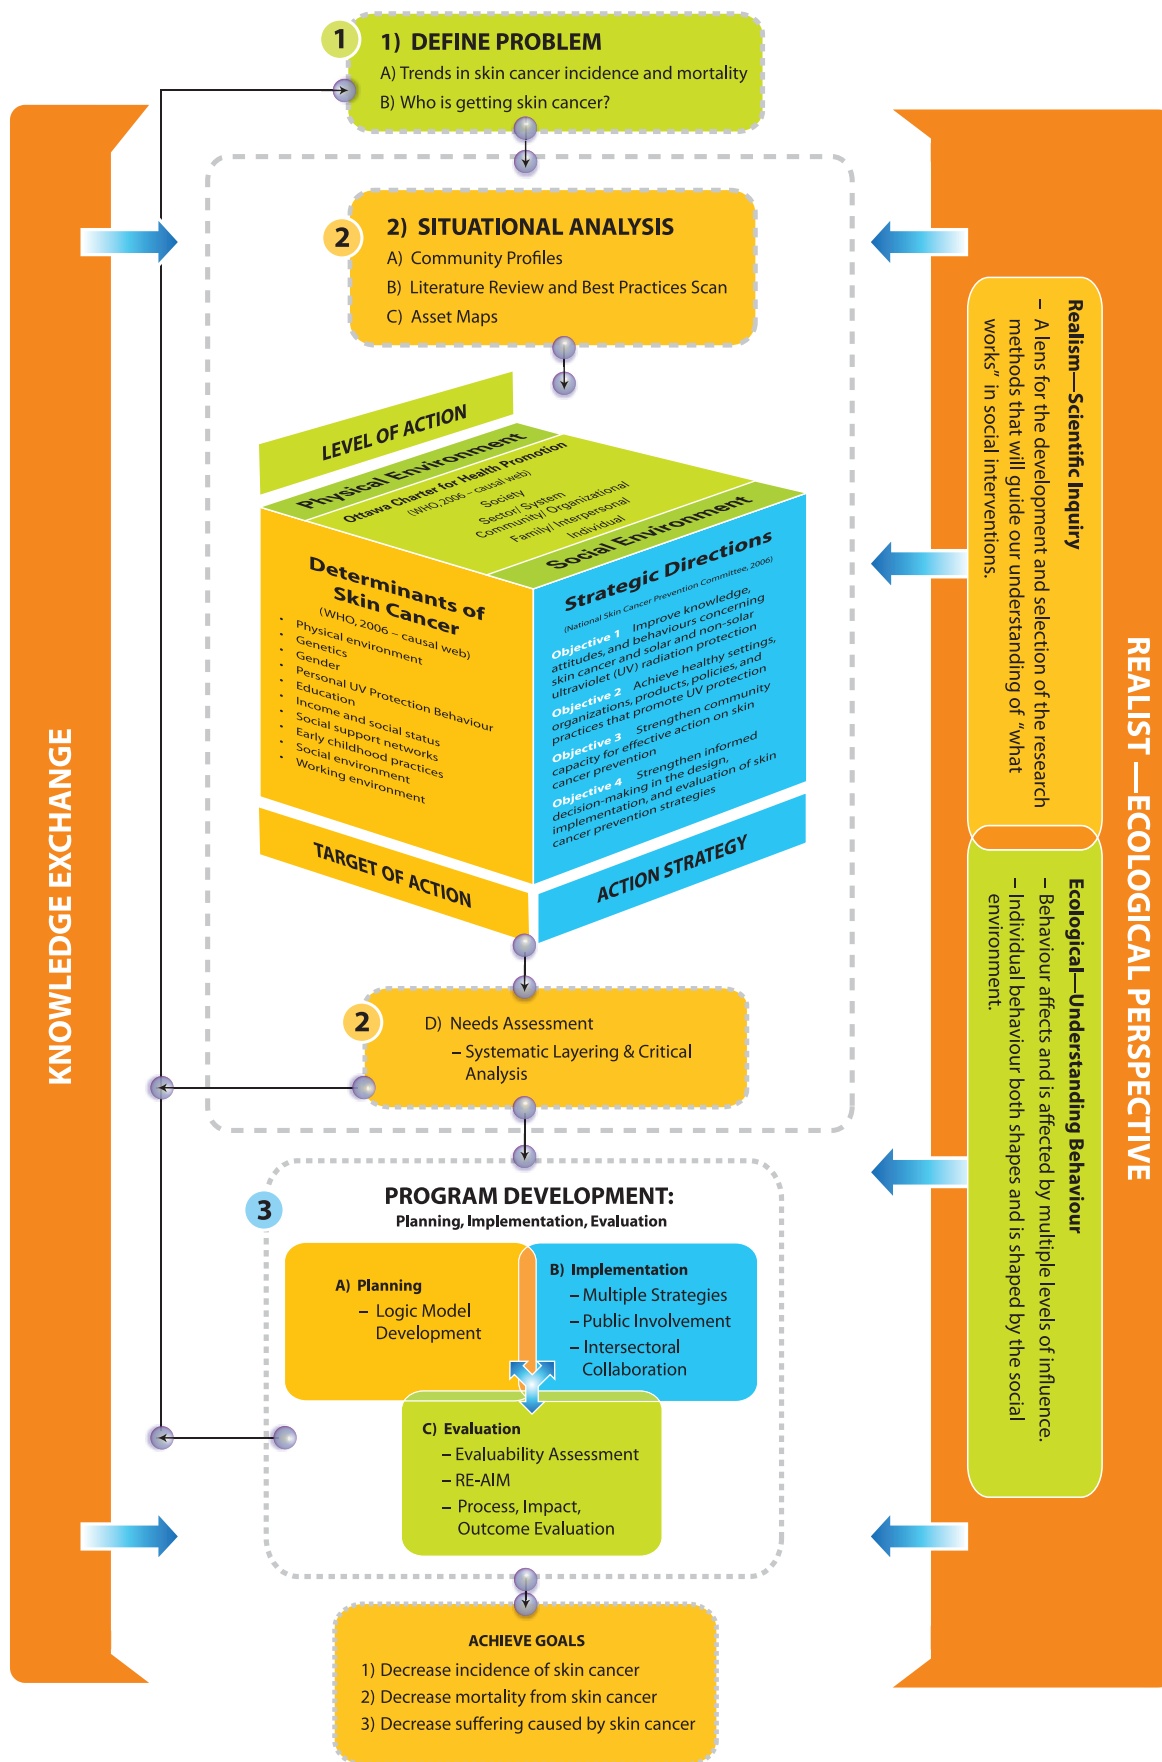 1
1) DEFINE PROBLEM
A) Trends in skin cancer incidence and mortality
B) Who is getting skin cancer?
2
2) SITUATIONAL ANALYSIS
A) Community Profiles
B) Literature Review and Best Practices Scan
C) Asset Maps
LEVEL OF ACTION
Physical Environment
Ottawa Charter for Health Promotion
(WHO, 2006 – causal web)
Society
Sector/ System
Community/ Organizational
Family/ Interpersonal
Individual
Social Environment
Determinants of
Skin Cancer
(WHO, 2006 – causal web)
• Physical environment
• Genetics
• Gender
• Personal UV Protection Behaviour
• Education
• Income and social status
• Social support networks
• Early childhood practices
• Social environment
• Working environment
TARGET OF ACTION
Strategic Directions
(National Skin Cancer Prevention Committee, 2006)
Objective 1 Improve knowledge,
attitudes, and behaviours concerning
skin cancer and solar and non-solar
ultraviolet (UV) radiation protection
Objective 2 Achieve healthy settings,
organizations, products, policies, and
practices that promote UV protection
Objective 3 Strengthen community
capacity for effective action on skin
cancer prevention
Objective 4 Strengthen informed
decision-making in the design,
implementation, and evaluation of skin
cancer prevention strategies
ACTION STRATEGY
2
D) Needs Assessment
– Systematic Layering & Critical
Analysis
3
PROGRAM DEVELOPMENT:
Planning, Implementation, Evaluation
A) Planning
– Logic Model
Development
B) Implementation
– Multiple Strategies
– Public Involvement
– Intersectoral
Collaboration
C) Evaluation
– Evaluability Assessment
– RE-AIM
– Process, Impact,
Outcome Evaluation
ACHIEVE GOALS
1) Decrease incidence of skin cancer
2) Decrease mortality from skin cancer
3) Decrease suffering caused by skin cancer
KNOWLEDGE EXCHANGE
REALIST —ECOLOGICAL PERSPECTIVE
Realism—Scientific Inquiry
– A lens for the development and selection of the research
methods that will guide our understanding of “what
works” in social interventions.
Ecological—Understanding Behaviour
– Behaviour affects and is affected by multiple levels of influence.
– Individual behaviour both shapes and is shaped by the social
environment.